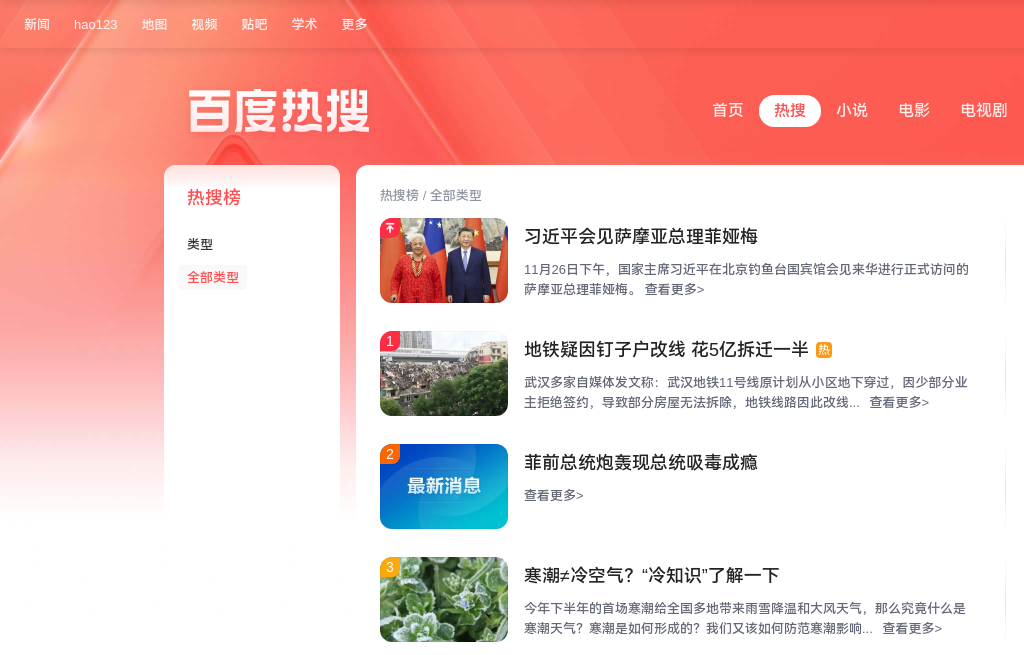 新闻 hao123 地图 视频 贴吧 学术 更多
百度热搜
首页 热搜 小说 电影 电视剧
热搜榜
类型
全部类型
热搜榜 / 全部类型
习近平会见萨摩亚总理菲娅梅
11月26日下午，国家主席习近平在北京钓鱼台国宾馆会见来华进行正式访问的
萨摩亚总理菲娅梅。 查看更多>
1
地铁疑因钉子户改线 花5亿拆迁一半 热
武汉多家自媒体发文称：武汉地铁11号线原计划从小区地下穿过，因少部分业
主拒绝签约，导致部分房屋无法拆除，地铁线路因此改线... 查看更多>
2
最新消息
菲前总统炮轰现总统吸毒成瘾
查看更多>
3
寒潮≠冷空气？“冷知识”了解一下
今年下半年的首场寒潮给全国多地带来雨雪降温和大风天气，那么究竟什么是
寒潮天气？寒潮是如何形成的？我们又该如何防范寒潮影响... 查看更多>